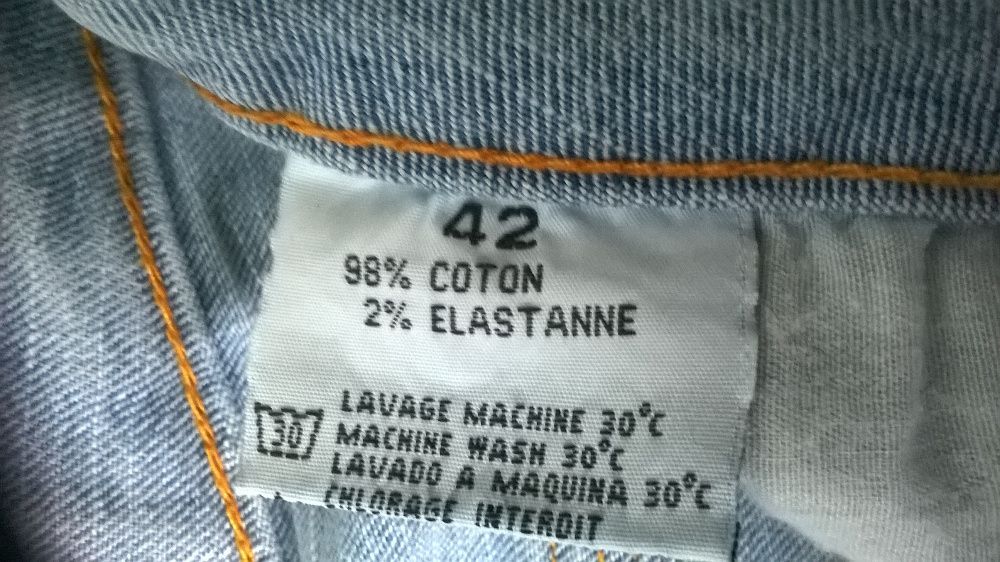 42
98% COTON
2% ELASTANNE
30 LAVAGE MACHINE 30°C
MACHINE WASH 30°C
LAVADO A MAQUINA 30°C
CHLORAGE INTERDIT